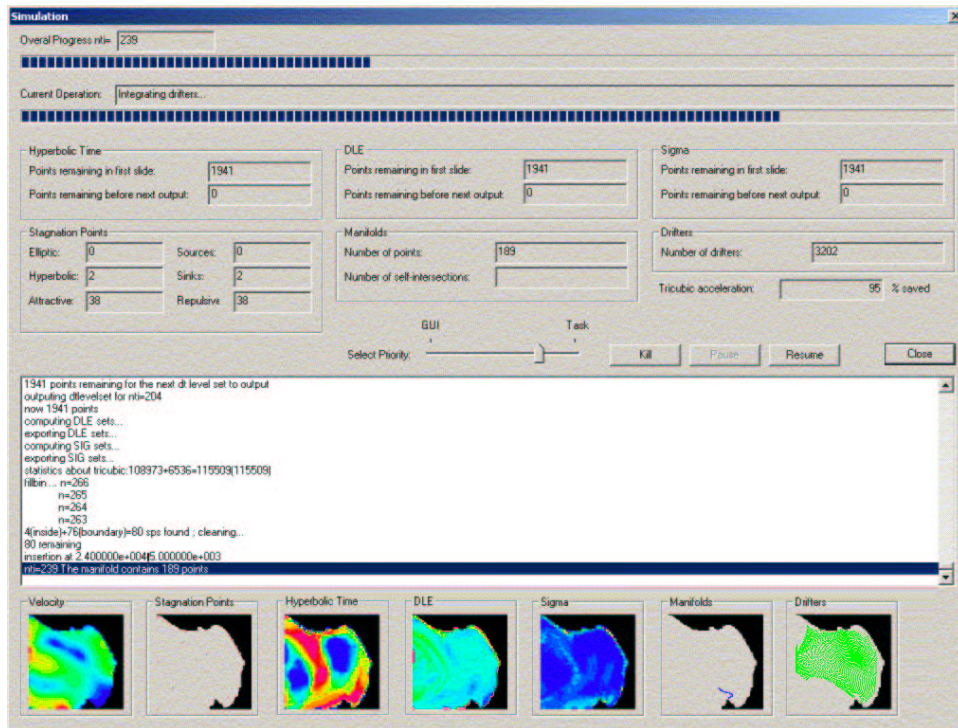 Simulation
Overal Progress nti= 239
Current Operation: Integrating drifters...
Hyperbolic Time
Points remaining in first slide: 1941
Points remaining before next output: 0
DLE
Points remaining in first slide: 1941
Points remaining before next output: 0
Sigma
Points remaining in first slide: 1941
Points remaining before next output: 0
Stagnation Points
Elliptic: 0 Sources: 0
Hyperbolic: 2 Sinks: 2
Attractive: 38 Repulsive 38
Manifolds
Number of points: 189
Number of self-intersections:
Drifters
Number of drifters: 3202
Tricubic acceleration: 95 % saved
GUI Task
Select Priority:
Kill Pause Resume Close
1941 points remaining for the next dt level set to output
outputing dtlevelset for nti=204
now 1941 points
computing DLE sets...
exporting DLE sets...
computing SIG sets...
exporting SIG sets...
statistics about tricubic:108973+6536=115509(115509)
fillbin ... n=266
n=265
n=264
n=263
4(inside)+76(boundary)=80 sps found ; cleaning...
80 remaining
insertion at 2.400000e+004|5.000000e+003
nti=239 The manifold contains 189 points
Velocity Stagnation Points Hyperbolic Time DLE Sigma Manifolds Drifters